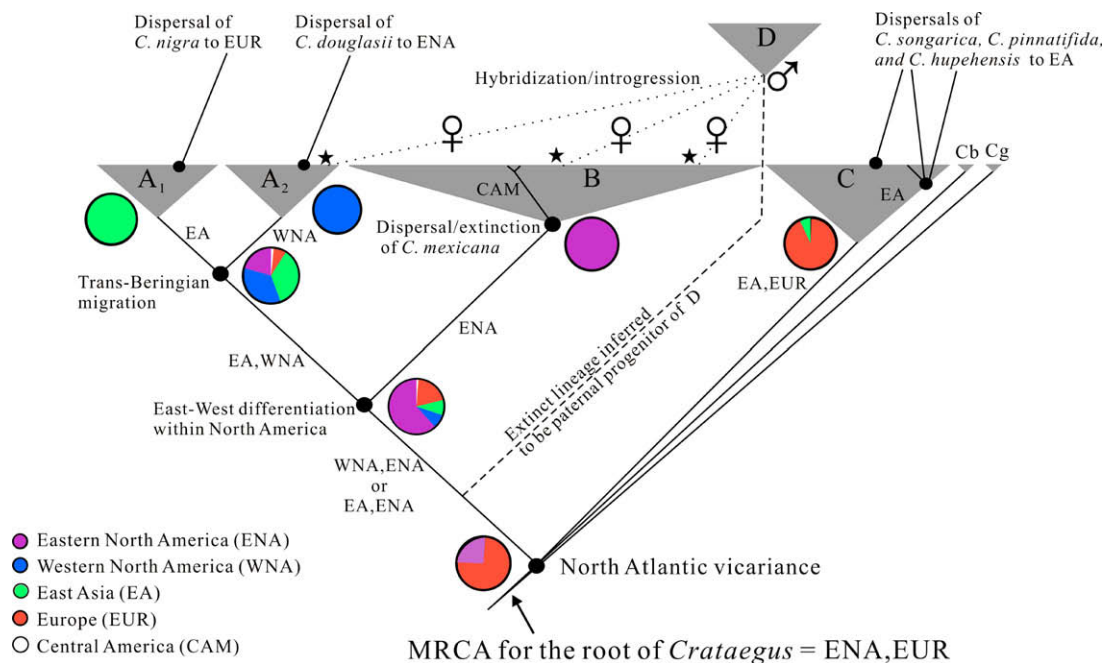 Dispersal of
C. nigra to EUR
Dispersal of
C. douglasii to ENA
Hybridization/introgression
D
♂
Dispersals of
C. songarica, C. pinnatifida,
and C. hupehensis to EA
♀
♀
♀
Cb
Cg
A1
A2
CAM
B
C
EA
EA
WNA
Dispersal/extinction
of C. mexicana
Trans-Beringian
migration
EA,EUR
ENA
EA,WNA
Extinct lineage inferred
to be paternal progenitor of D
East-West differentiation
within North America
WNA,ENA
or
EA,ENA
Eastern North America (ENA)
Western North America (WNA)
East Asia (EA)
Europe (EUR)
Central America (CAM)
North Atlantic vicariance
MRCA for the root of Crataegus = ENA,EUR